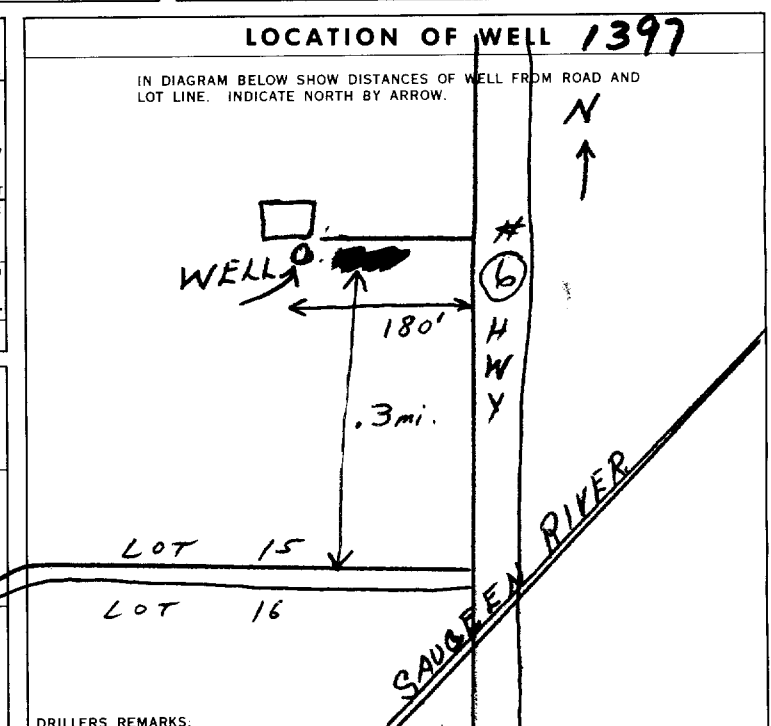 LOCATION OF WELL 1397
IN DIAGRAM BELOW SHOW DISTANCES OF WELL FROM ROAD AND
LOT LINE. INDICATE NORTH BY ARROW.
N
#
6
HWY
WELL
180'
.3mi.
LOT 15
LOT 16
SAUGEEN RIVER
DRILLERS REMARKS: